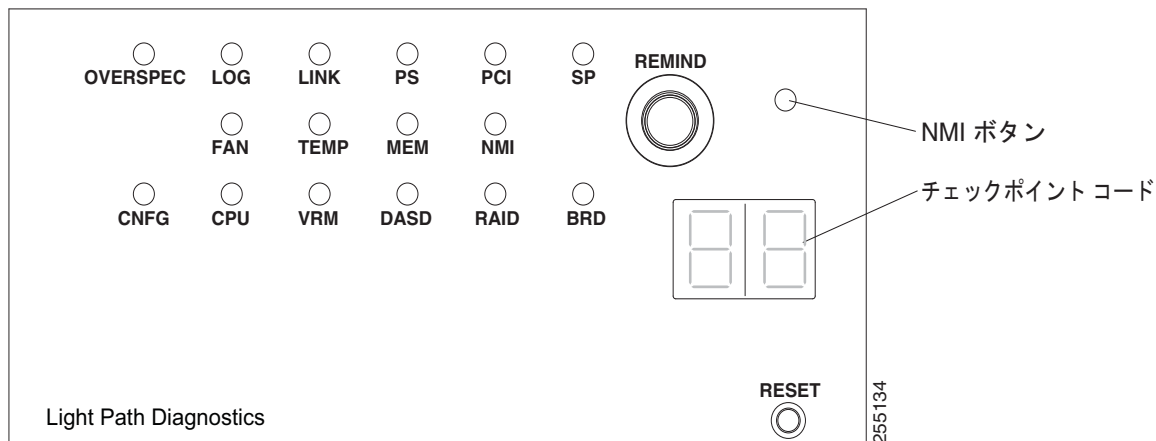 OVERSPEC LOG LINK PS PCI SP REMIND
FAN TEMP MEM NMI
NMI ボタン
チェックポイント コード
CNFG CPU VRM DASD RAID BRD
RESET
Light Path Diagnostics
255134